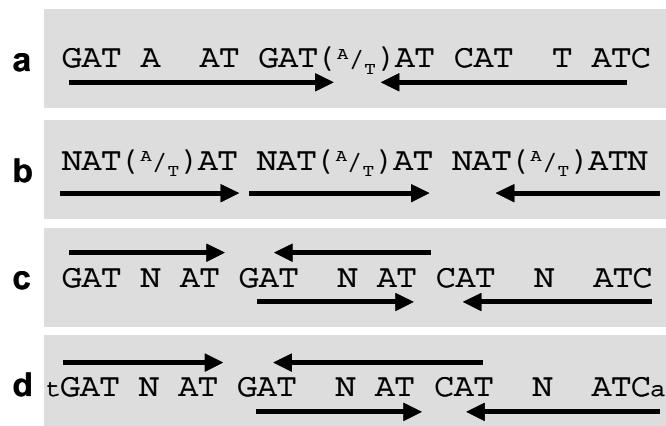 a GAT A AT GAT(A/T)AT CAT T ATC
b NAT(A/T)AT NAT(A/T)AT NAT(A/T)ATN
c GAT N AT GAT N AT CAT N ATC
d tGAT N AT GAT N AT CAT N ATCa